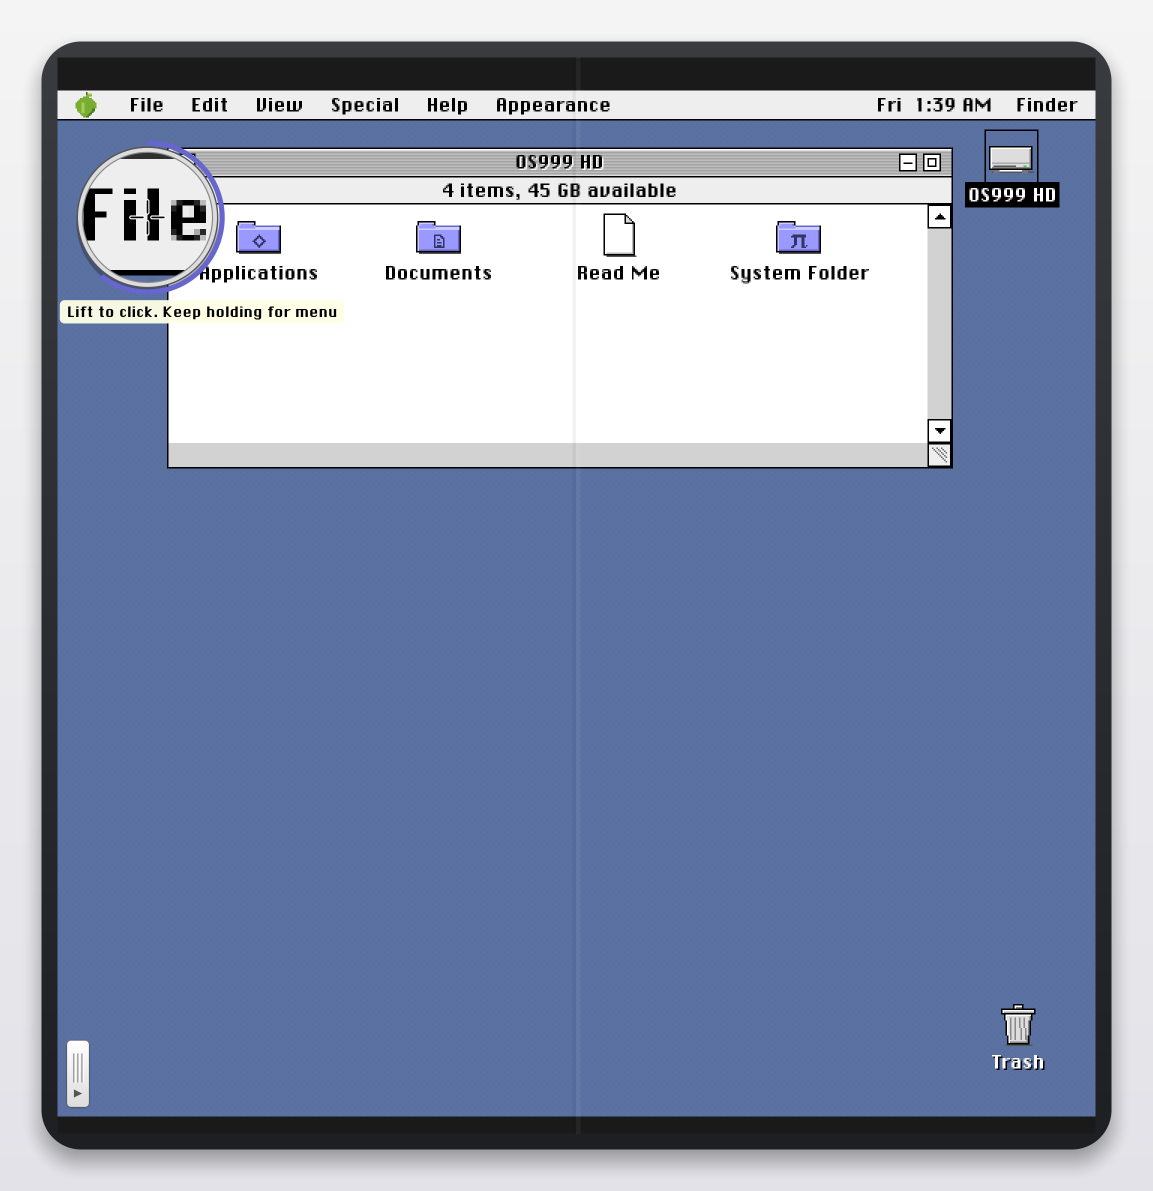 File Edit View Special Help Appearance Fri 1:39 AM Finder
OS999 HD
4 items, 45 GB available
OS999 HD
File
Applications Documents Read Me System Folder
Lift to click. Keep holding for menu
Trash